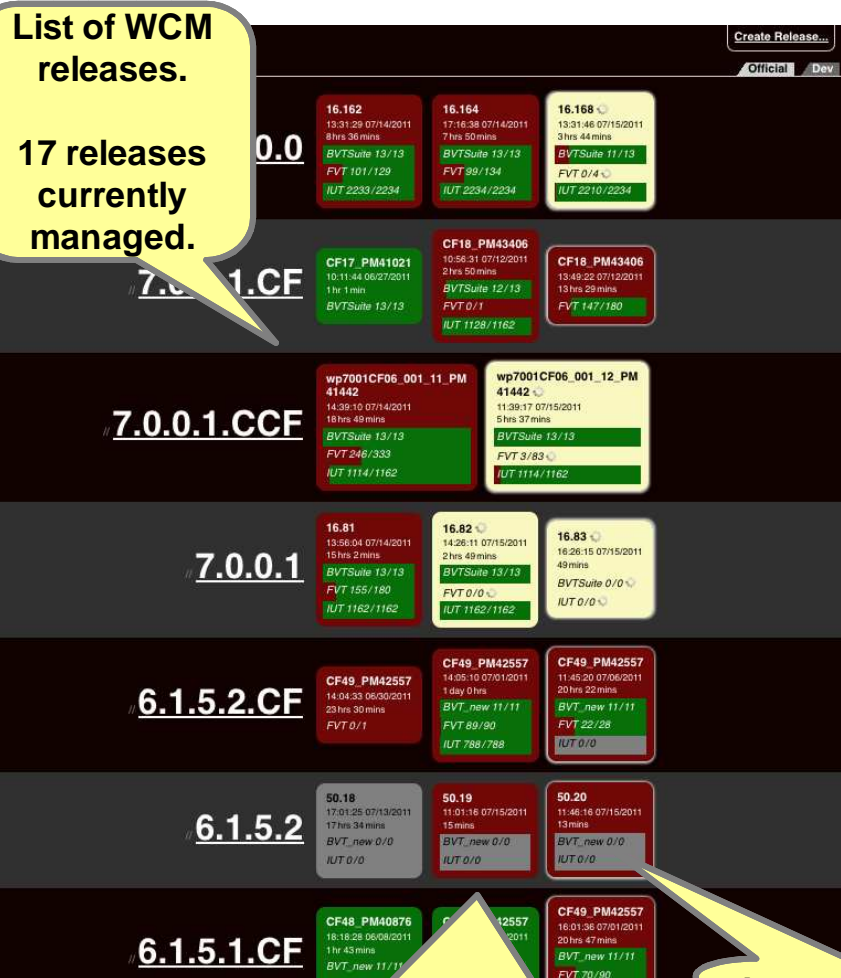 List of WCM
releases.
17 releases
currently
managed.
Create Release...
Official Dev
0.0
16.162
13:31:29 07/14/2011
8 hrs 36 mins
BVTSuite 13/13
FVT 101/129
IUT 2233/2234
16.164
17:16:38 07/14/2011
7 hrs 50 mins
BVTSuite 13/13
FVT 99/134
IUT 2234/2234
16.168
13:31:46 07/15/2011
3 hrs 44 mins
BVTSuite 11/13
FVT 0/4
IUT 2210/2234
// 7. 1.CF
CF17_PM41021
10:11:44 06/27/2011
1 hr 1 min
BVTSuite 13/13
CF18_PM43406
10:56:31 07/12/2011
2 hrs 50 mins
BVTSuite 12/13
FVT 0/1
IUT 1128/1162
CF18_PM43406
13:49:22 07/12/2011
13 hrs 29 mins
FVT 147/180
// 7.0.0.1.CCF
wp7001CF06_001_11_PM
41442
14:39:10 07/14/2011
18 hrs 49 mins
BVTSuite 13/13
FVT 246/333
IUT 1114/1162
wp7001CF06_001_12_PM
41442
11:39:17 07/15/2011
5 hrs 37 mins
BVTSuite 13/13
FVT 3/83
IUT 1114/1162
// 7.0.0.1
16.81
13:56:04 07/14/2011
15 hrs 2 mins
BVTSuite 13/13
FVT 155/180
IUT 1162/1162
16.82
14:26:11 07/15/2011
2 hrs 49 mins
BVTSuite 13/13
FVT 0/0
IUT 1162/1162
16.83
16:26:15 07/15/2011
49 mins
BVTSuite 0/0
IUT 0/0
// 6.1.5.2.CF
CF49_PM42557
14:04:33 06/30/2011
23 hrs 30 mins
FVT 0/1
CF49_PM42557
14:05:10 07/01/2011
1 day 0 hrs
BVT_new 11/11
FVT 89/90
IUT 788/788
CF49_PM42557
11:45:20 07/06/2011
20 hrs 22 mins
BVT_new 11/11
FVT 22/28
IUT 0/0
// 6.1.5.2
50.18
17:01:25 07/13/2011
17 hrs 34 mins
BVT_new 0/0
IUT 0/0
50.19
11:01:16 07/15/2011
15 mins
BVT_new 0/0
IUT 0/0
50.20
11:46:16 07/15/2011
13 mins
BVT_new 0/0
IUT 0/0
// 6.1.5.1.CF
CF48_PM40876
18:18:28 06/08/2011
1 hr 43 mins
BVT_new 11/11
C 42557
2011
CF49_PM42557
16:01:36 07/01/2011
20 hrs 47 mins
BVT_new 11/11
FVT 70/90